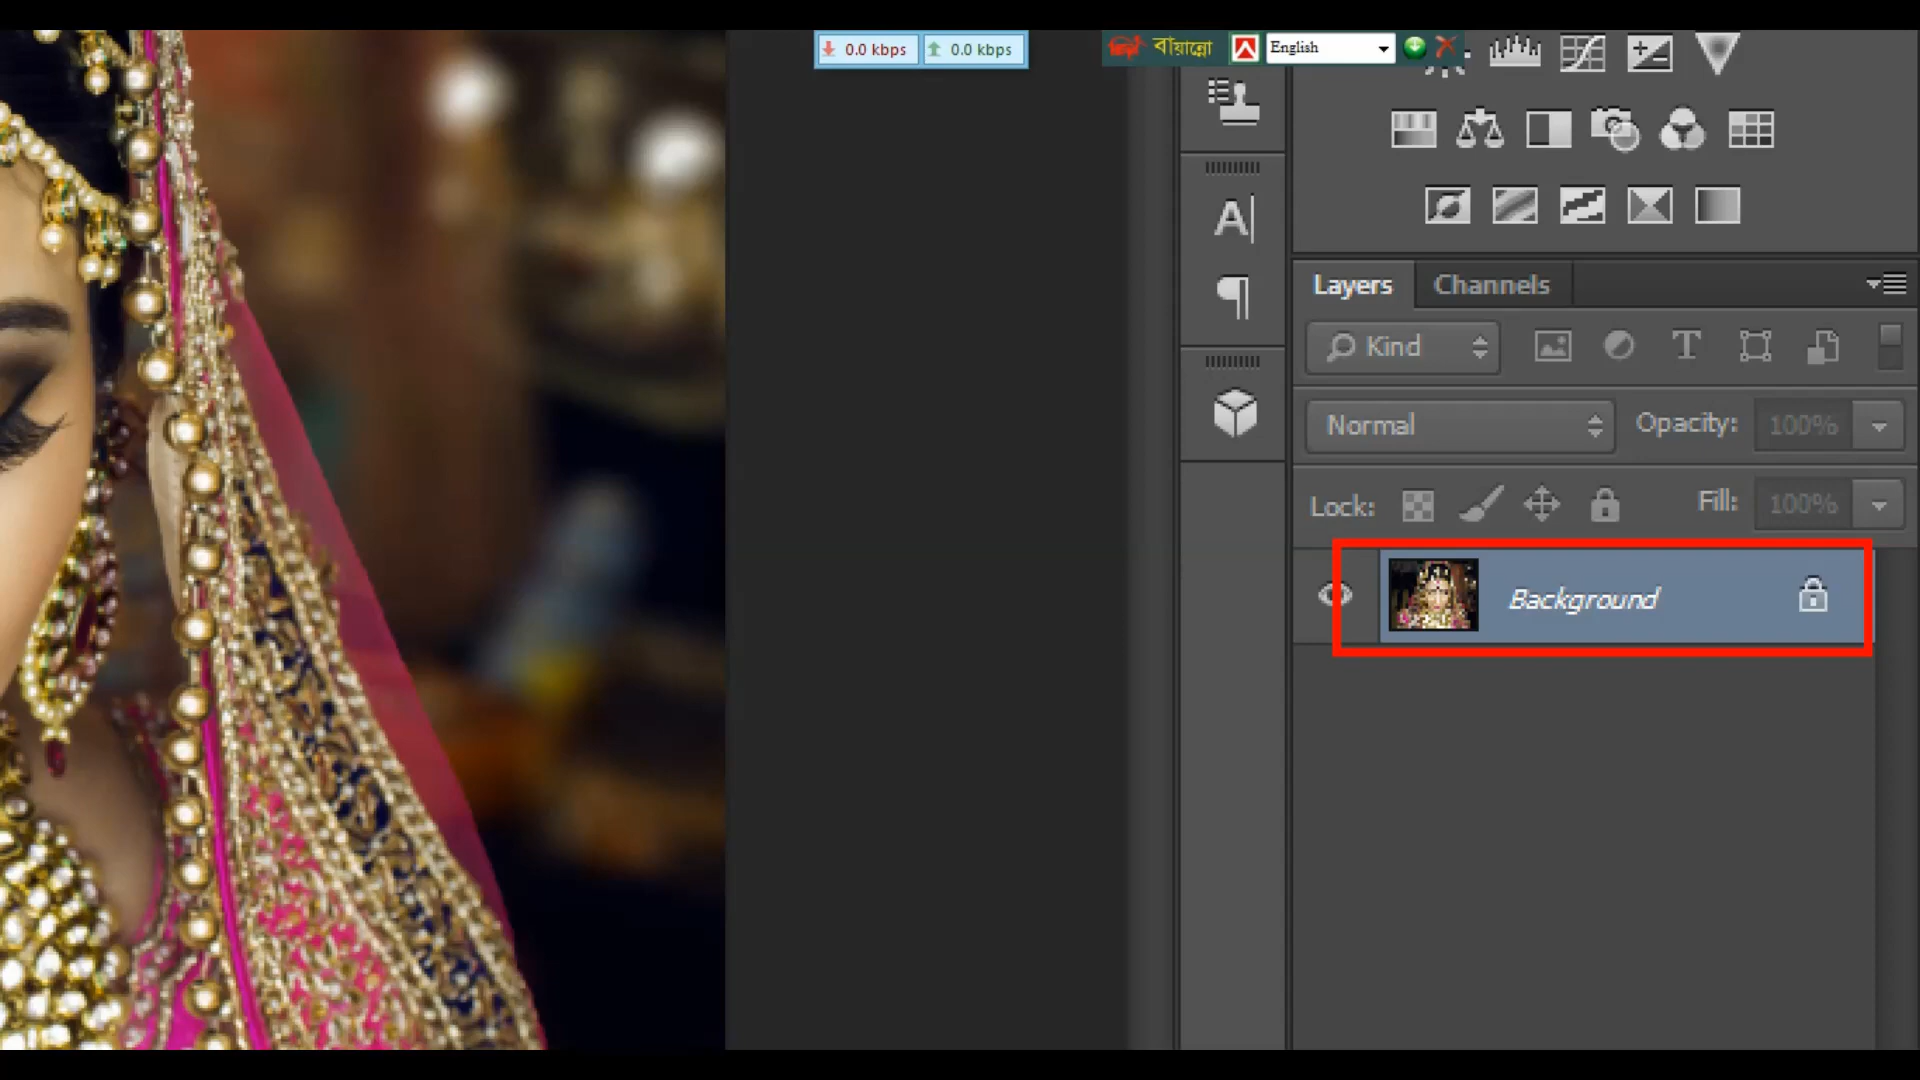 0.0 kbps 0.0 kbps
বায়ান্নো English
A
Layers Channels
Kind T
Normal Opacity: 100%
Lock: Fill: 100%
Background